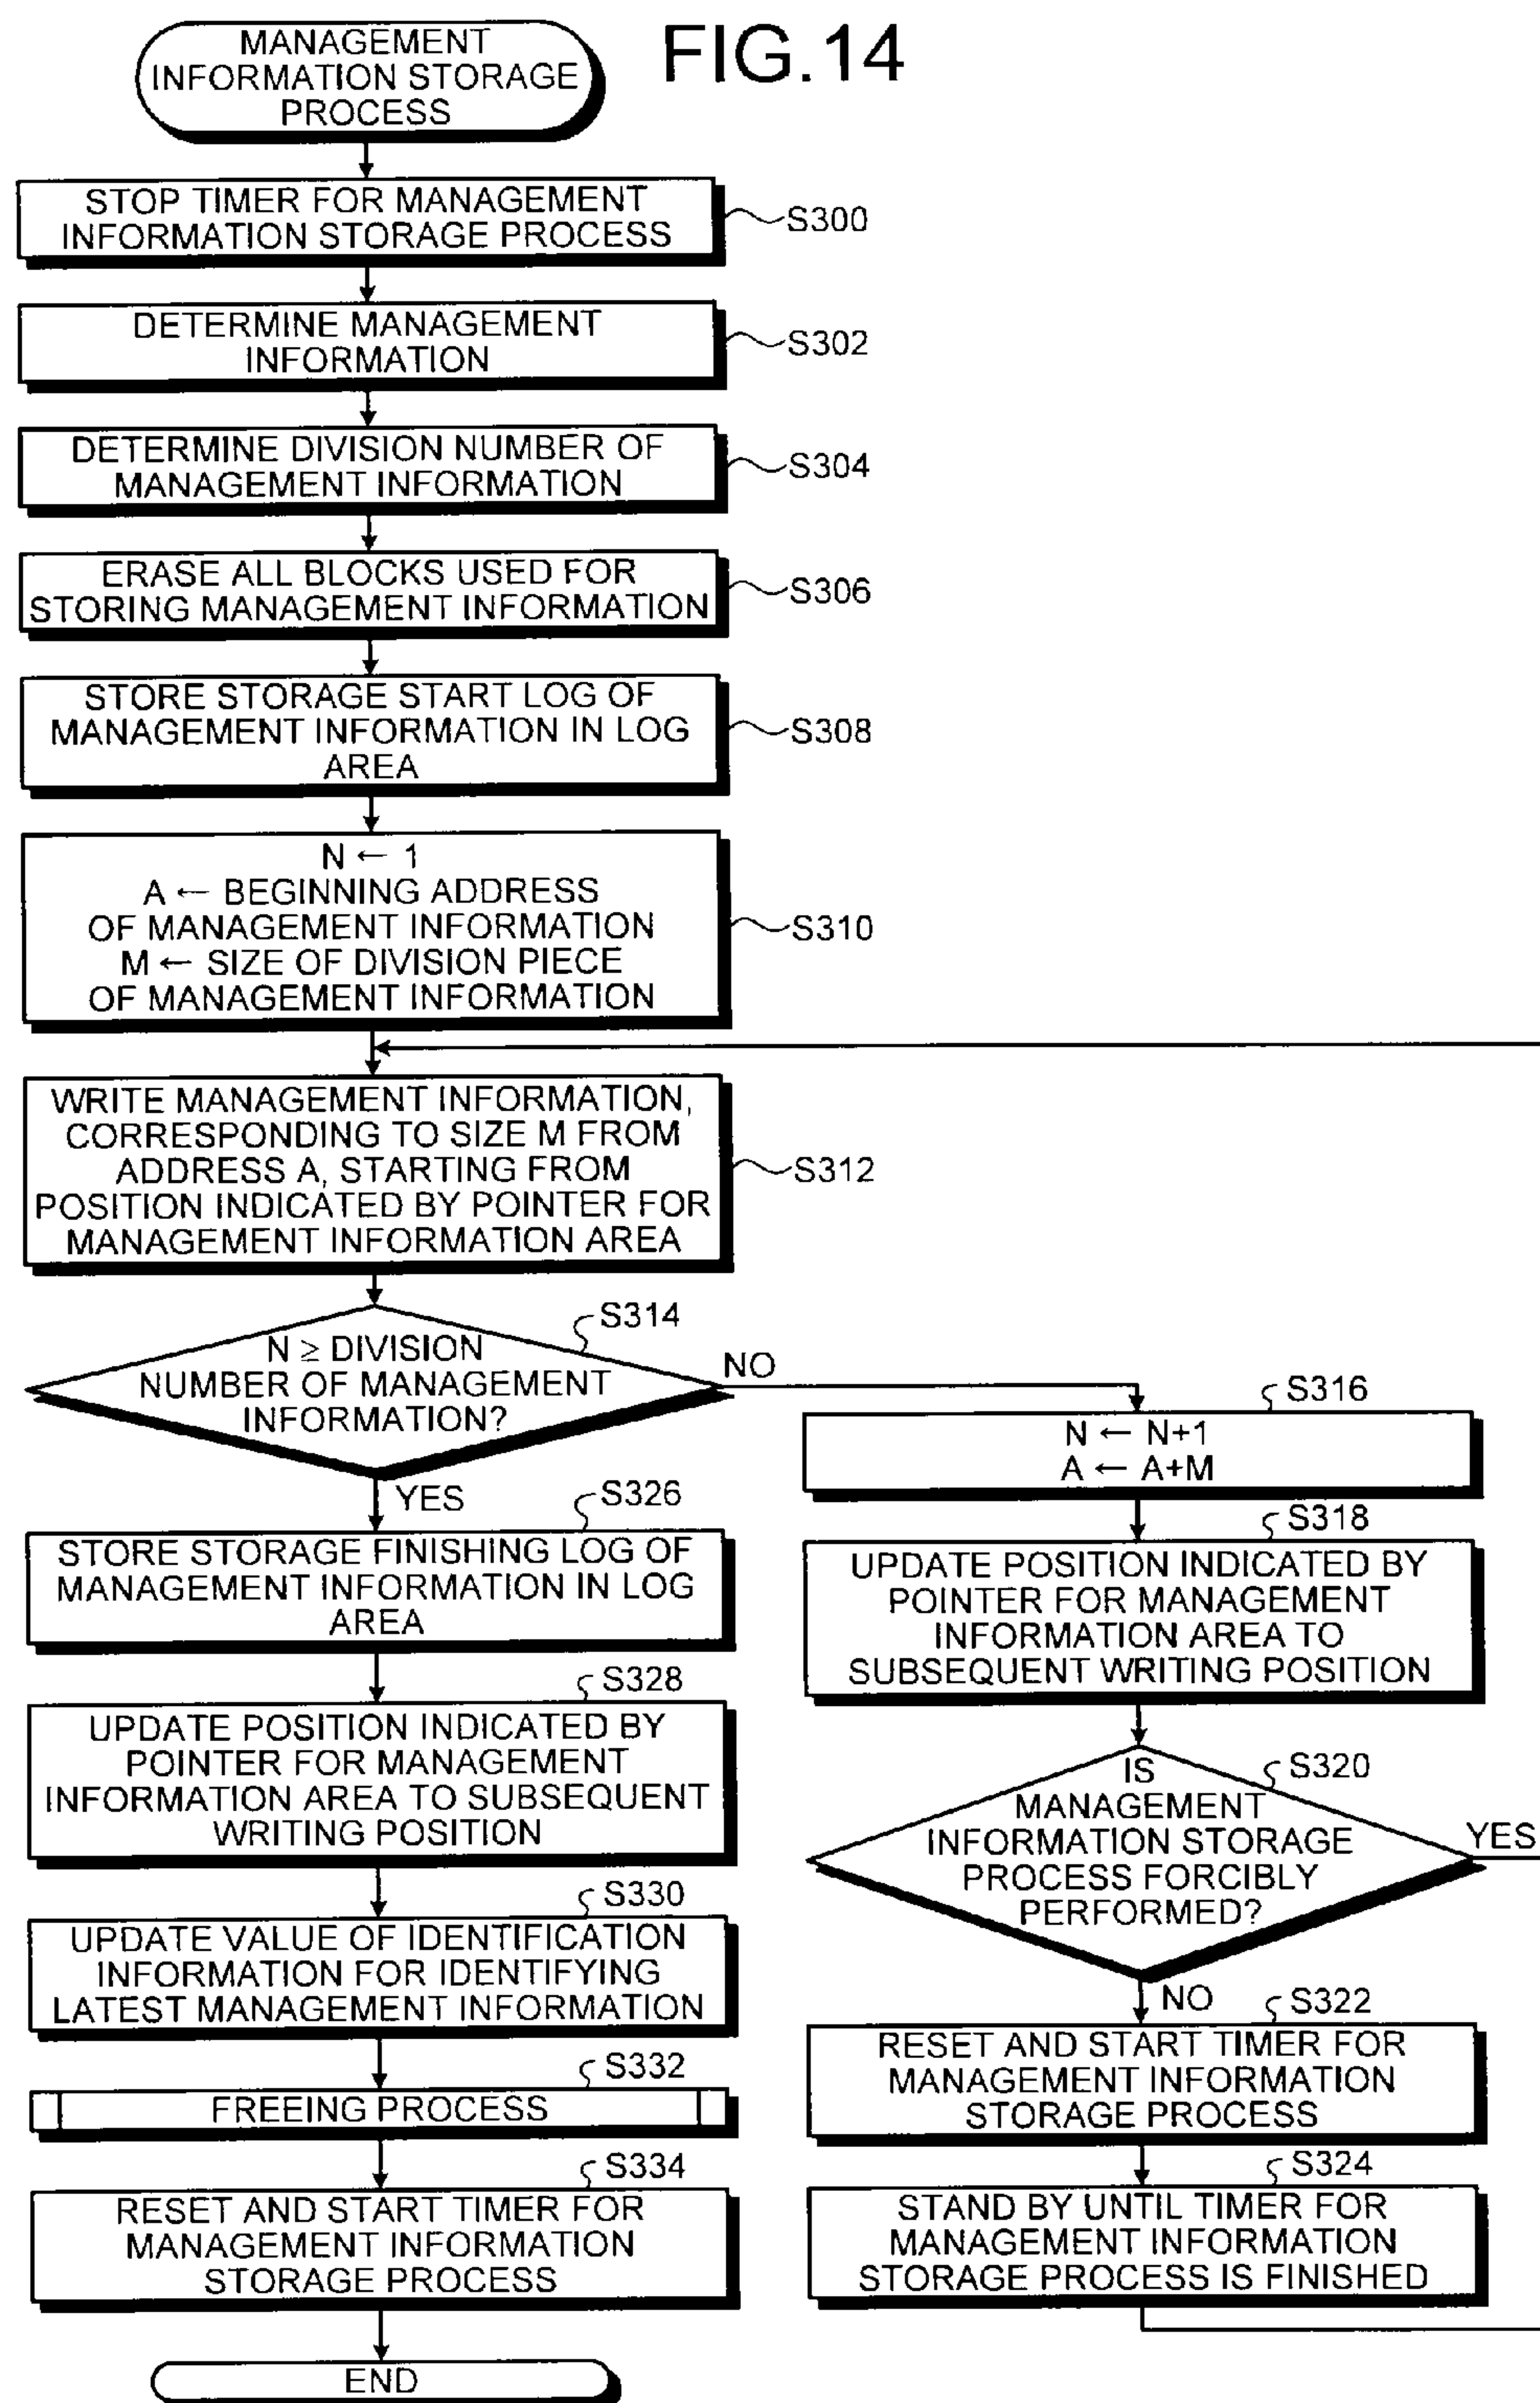 FIG.14
MANAGEMENT
INFORMATION STORAGE
PROCESS
STOP TIMER FOR MANAGEMENT
INFORMATION STORAGE PROCESS
S300
DETERMINE MANAGEMENT
INFORMATION
S302
DETERMINE DIVISION NUMBER OF
MANAGEMENT INFORMATION
S304
ERASE ALL BLOCKS USED FOR
STORING MANAGEMENT INFORMATION
S306
STORE STORAGE START LOG OF
MANAGEMENT INFORMATION IN LOG
AREA
S308
N ← 1
A ← BEGINNING ADDRESS
OF MANAGEMENT INFORMATION
M ← SIZE OF DIVISION PIECE
OF MANAGEMENT INFORMATION
S310
WRITE MANAGEMENT INFORMATION,
CORRESPONDING TO SIZE M FROM
ADDRESS A, STARTING FROM
POSITION INDICATED BY POINTER FOR
MANAGEMENT INFORMATION AREA
S312
S314
N ≥ DIVISION
NUMBER OF MANAGEMENT
INFORMATION?
NO
YES
S326
STORE STORAGE FINISHING LOG OF
MANAGEMENT INFORMATION IN LOG
AREA
S328
UPDATE POSITION INDICATED BY
POINTER FOR MANAGEMENT
INFORMATION AREA TO SUBSEQUENT
WRITING POSITION
S330
UPDATE VALUE OF IDENTIFICATION
INFORMATION FOR IDENTIFYING
LATEST MANAGEMENT INFORMATION
S332
FREEING PROCESS
S334
RESET AND START TIMER FOR
MANAGEMENT INFORMATION
STORAGE PROCESS
END
S316
N ← N+1
A ← A+M
S318
UPDATE POSITION INDICATED BY
POINTER FOR MANAGEMENT
INFORMATION AREA TO
SUBSEQUENT WRITING POSITION
S320
IS
MANAGEMENT
INFORMATION STORAGE
PROCESS FORCIBLY
PERFORMED?
YES
NO
S322
RESET AND START TIMER FOR
MANAGEMENT INFORMATION
STORAGE PROCESS
S324
STAND BY UNTIL TIMER FOR
MANAGEMENT INFORMATION
STORAGE PROCESS IS FINISHED